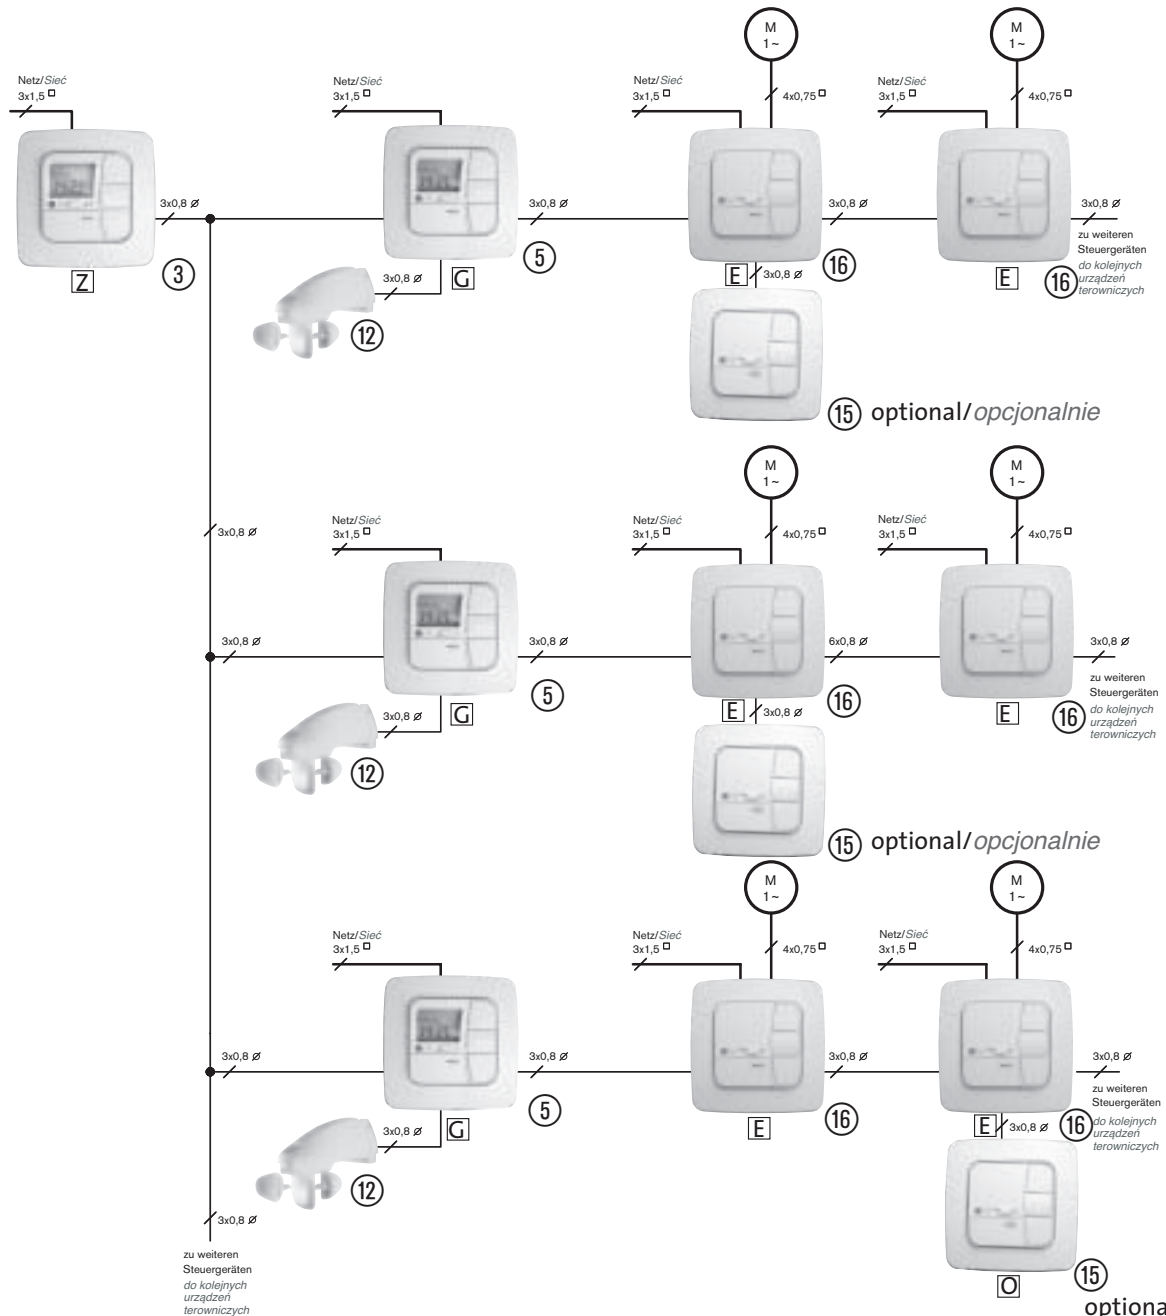 M
1~
M
1~
Netz/Sieć
3x1,5 □
Netz/Sieć
3x1,5 □
Netz/Sieć
3x1,5 □
4x0,75 □
Netz/Sieć
3x1,5 □
4x0,75 □
3x0,8 Ø
3x0,8 Ø
3x0,8 Ø
3x0,8 Ø
zu weiteren
Steuergeräten
do kolejnych
urządzeń
terowniczych
Z
3
3x0,8 Ø
G
5
E
3x0,8 Ø
16
E
16
12
15 optional/opcjonalnie
M
1~
M
1~
3x0,8 Ø
Netz/Sieć
3x1,5 □
Netz/Sieć
3x1,5 □
4x0,75 □
Netz/Sieć
3x1,5 □
4x0,75 □
3x0,8 Ø
3x0,8 Ø
6x0,8 Ø
3x0,8 Ø
zu weiteren
Steuergeräten
do kolejnych
urządzeń
terowniczych
3x0,8 Ø
G
5
E
3x0,8 Ø
16
E
16
12
15 optional/opcjonalnie
M
1~
M
1~
Netz/Sieć
3x1,5 □
Netz/Sieć
3x1,5 □
4x0,75 □
Netz/Sieć
3x1,5 □
4x0,75 □
3x0,8 Ø
3x0,8 Ø
3x0,8 Ø
3x0,8 Ø
zu weiteren
Steuergeräten
do kolejnych
urządzeń
terowniczych
3x0,8 Ø
G
5
E
16
E
3x0,8 Ø
16
12
3x0,8 Ø
zu weiteren
Steuergeräten
do kolejnych
urządzeń
terowniczych
O
15
optiona